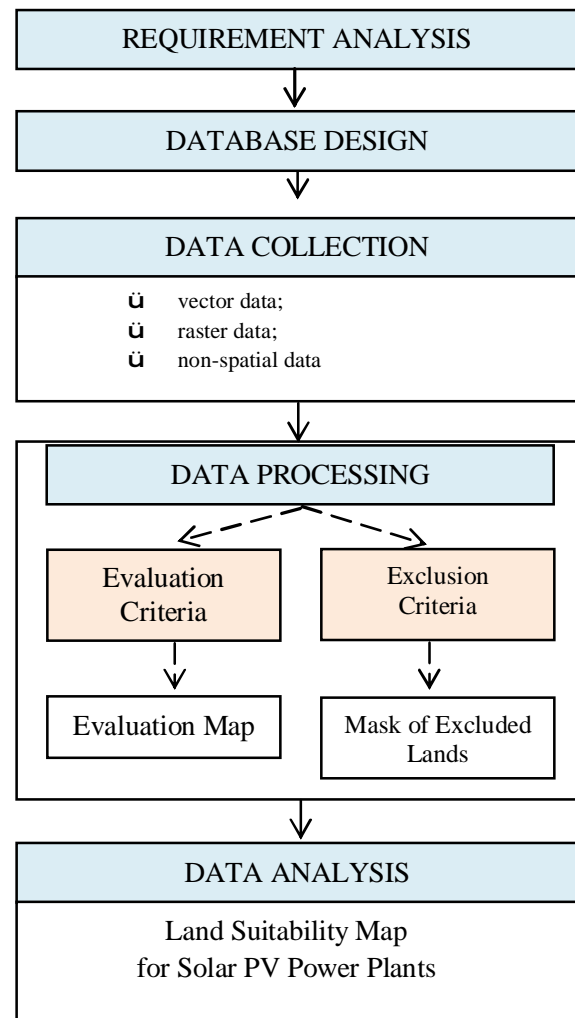 REQUIREMENT ANALYSIS
DATABASE DESIGN
DATA COLLECTION
ü vector data;
ü raster data;
ü non-spatial data
DATA PROCESSING
Evaluation
Criteria
Exclusion
Criteria
Evaluation Map
Mask of Excluded
Lands
DATA ANALYSIS
Land Suitability Map
for Solar PV Power Plants